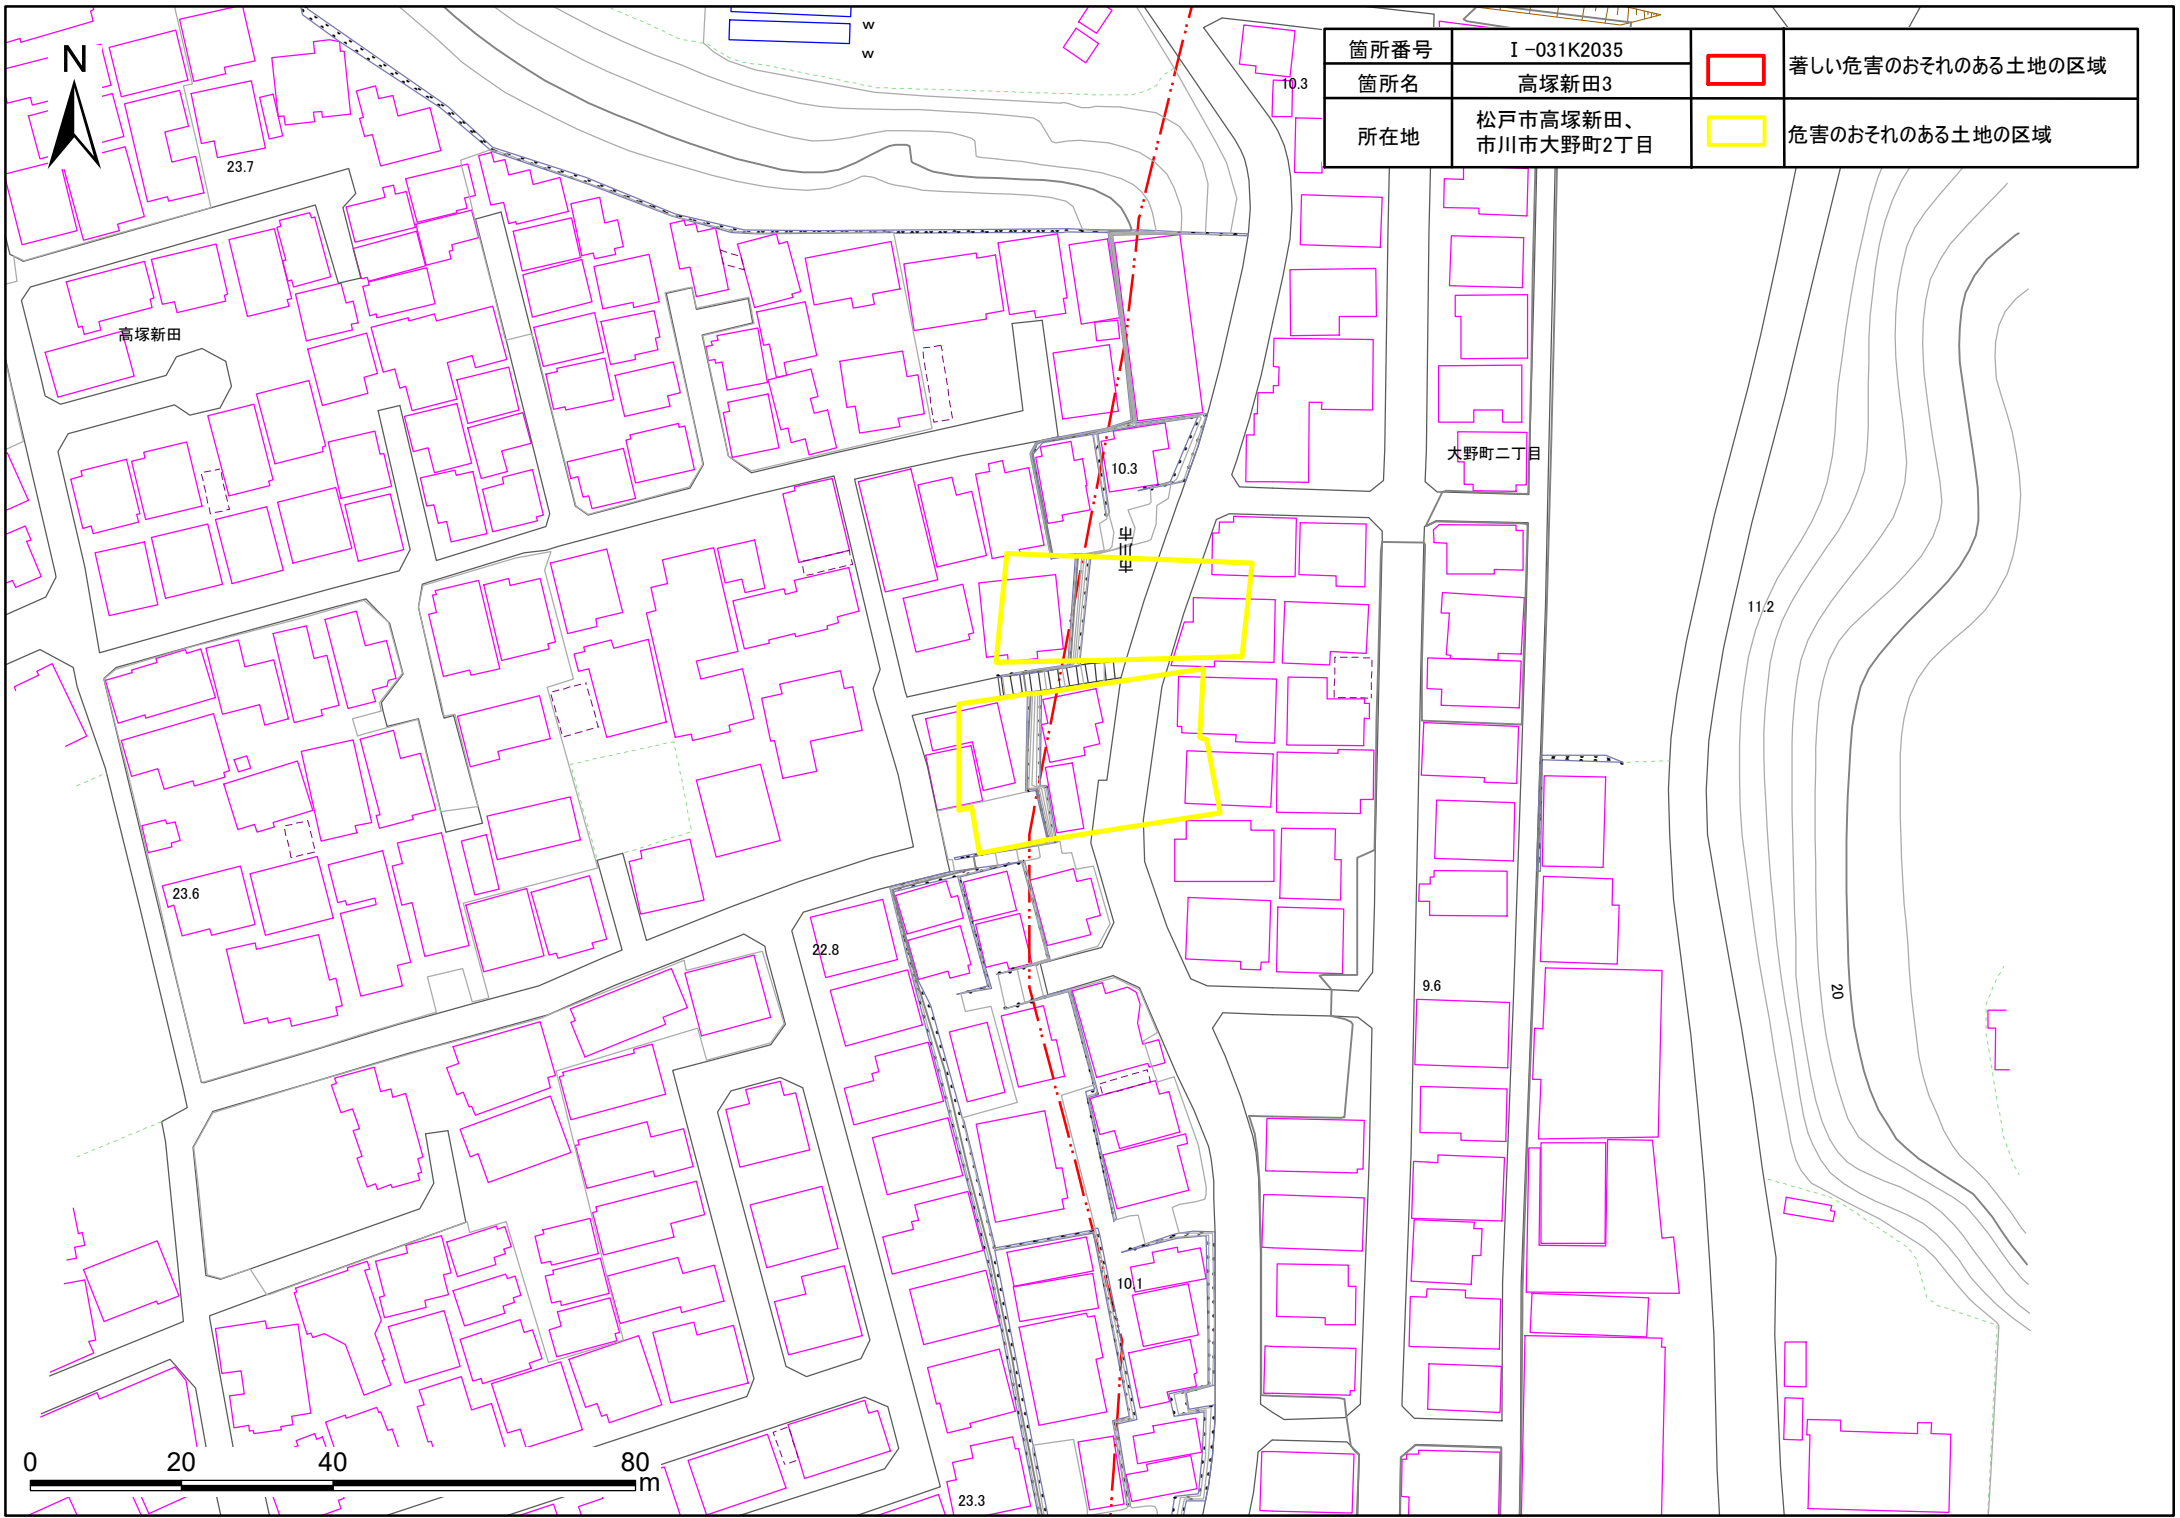 箇所番号
Ⅰ-031K2035
著しい危害のおそれのある土地の区域
箇所名
高塚新田3
所在地
松戸市高塚新田、
市川市大野町2丁目
危害のおそれのある土地の区域
N
w
w
10.3
23.7
高塚新田
大野町二丁目
10.3
市川市
11.2
23.6
22.8
9.6
20
10.1
23.3
0 20 40 80
m